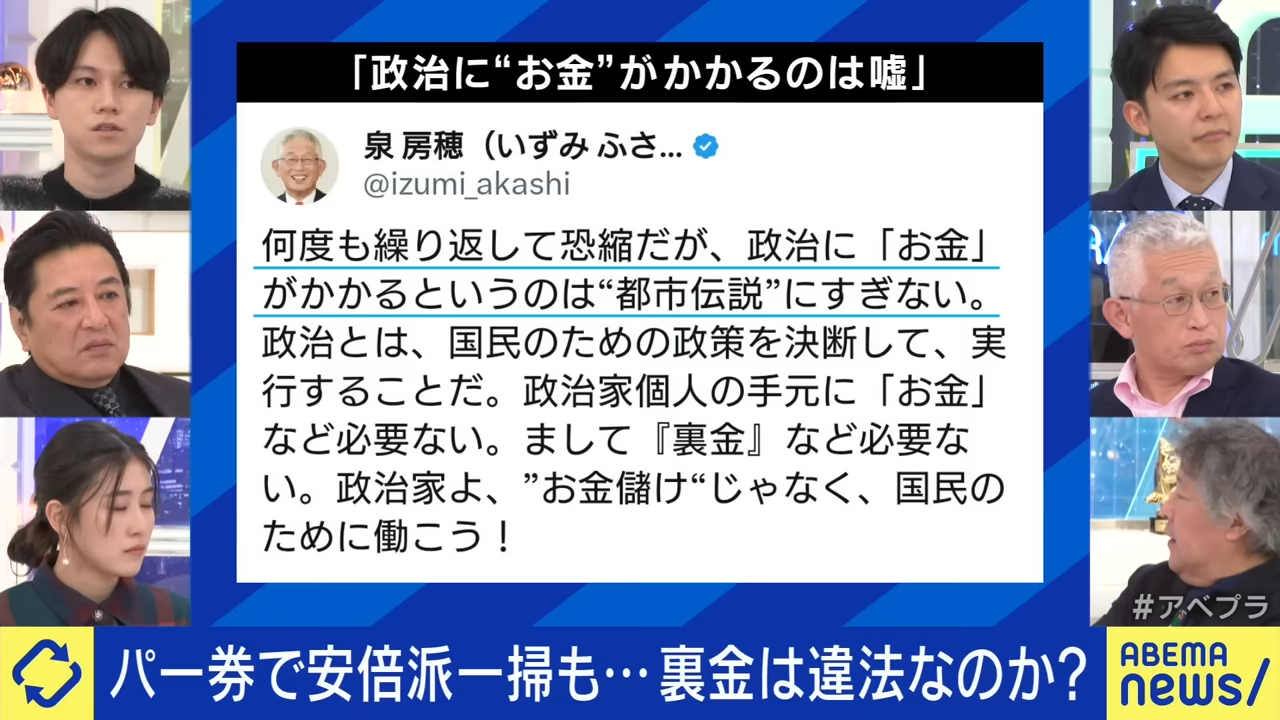 「政治に“お金”がかかるのは嘘」
泉 房穂（いずみ ふさ...
@izumi_akashi
何度も繰り返して恐縮だが、政治に「お金」
がかかるというのは“都市伝説”にすぎない。
政治とは、国民のための政策を決断して、実
行することだ。政治家個人の手元に「お金」
など必要ない。まして『裏金』など必要な
い。政治家よ、”お金儲け“じゃなく、国民の
ために働こう！
#アベプラ
パー券で安倍派一掃も…裏金は違法なのか?
ABEMA
news/